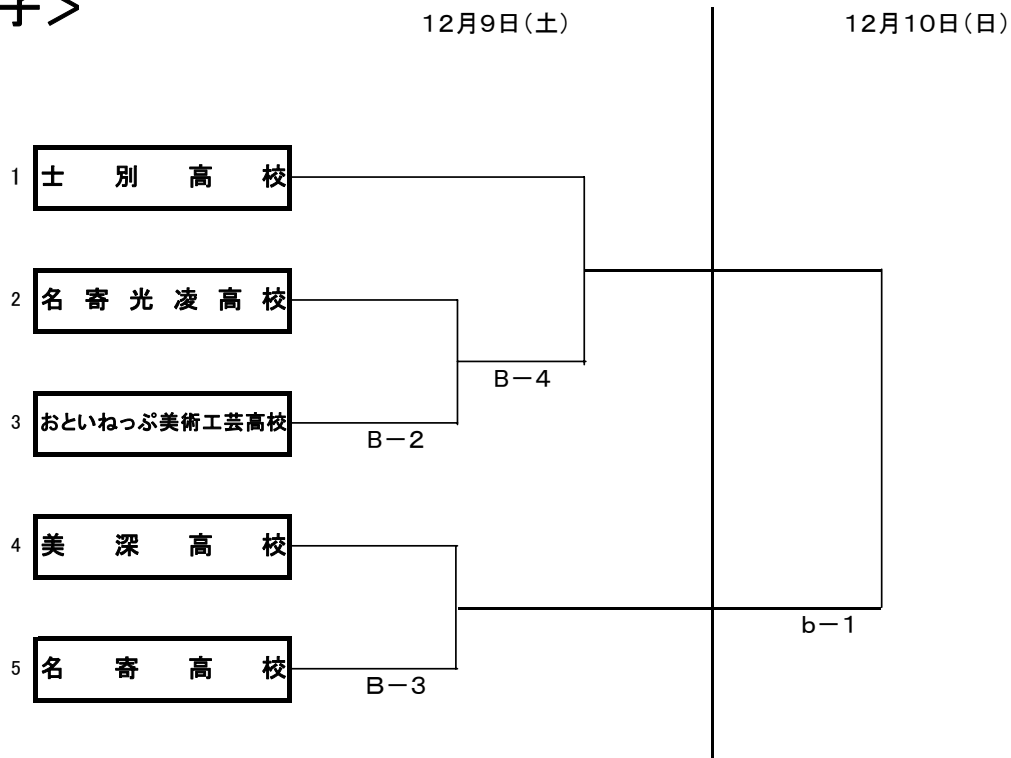 子＞
12月9日（土） 12月10日（日）
1 士別高校
2 名寄光凌高校
B－4
3 おといねっぷ美術工芸高校
B－2
4 美深高校
b－1
5 名寄高校
B－3